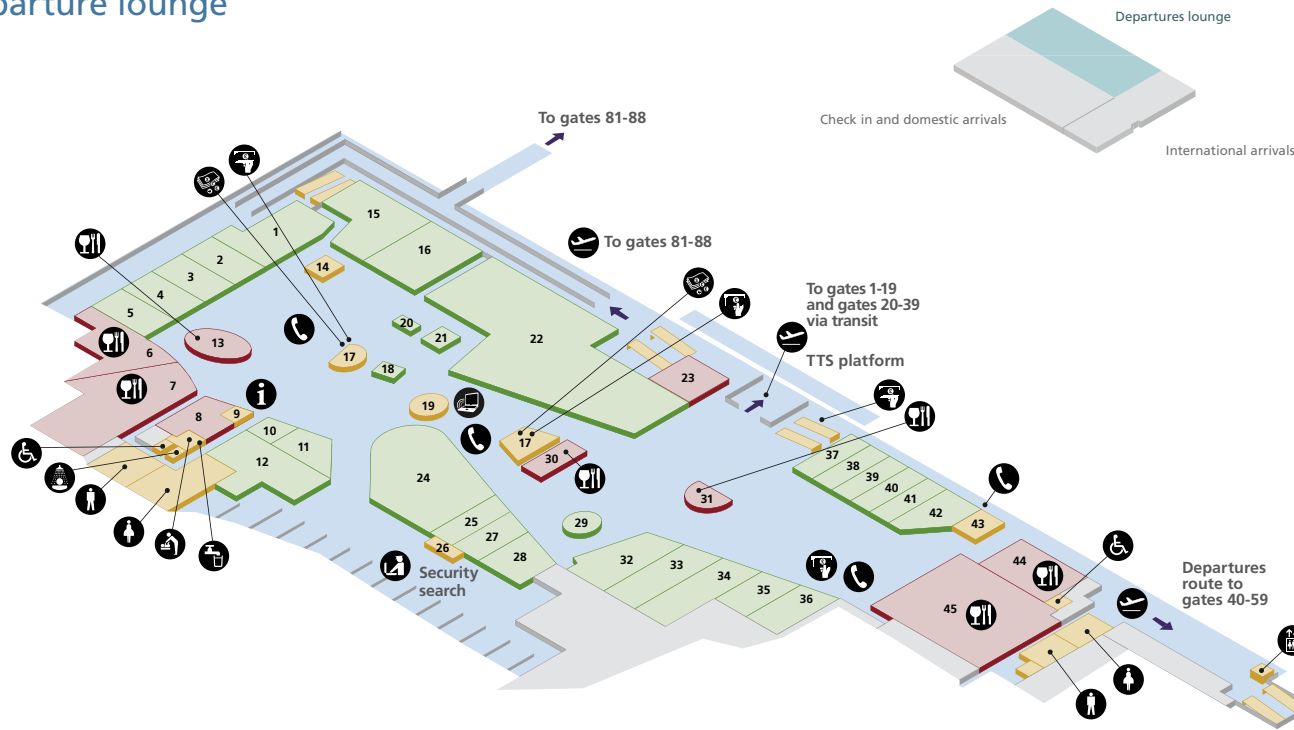 parture lounge
Departures lounge
Check in and domestic arrivals
International arrivals
To gates 81-88
To gates 81-88
To gates 1-19
and gates 20-39
via transit
TTS platform
Departures
route to
gates 40-59
Security
search
1
2
3
4
5
6
7
8
9
10
11
12
13
14
15
16
17
18
19
20
21
22
23
24
25
26
27
28
29
17
30
31
32
33
34
35
36
37
38
39
40
41
42
43
44
45
i